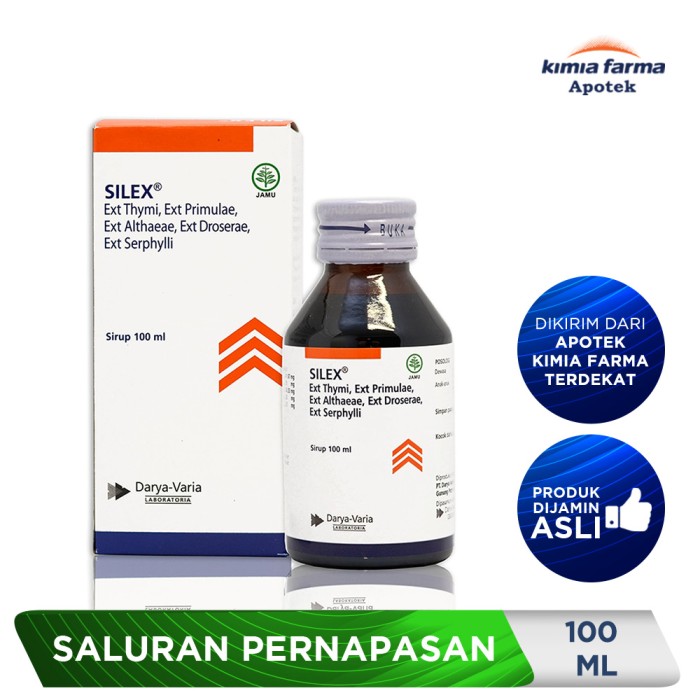 kimia farma
Apotek
SILEX®
Ext Thymi, Ext Primulae,
Ext Althaeae, Ext Droserae,
Ext Serphylli
JAMU
Sirup 100 ml
Darya-Varia
LABORATORIA
BUKA
SILEX®
Ext Thymi, Ext Primulae,
Ext Althaeae, Ext Droserae,
Ext Serphylli
JAMU
Sirup 100 ml
Darya-Varia
LABORATORIA
DIKIRIM DARI
APOTEK
KIMIA FARMA
TERDEKAT
PRODUK
DIJAMIN
ASLI
SALURAN PERNAPASAN
100
ML